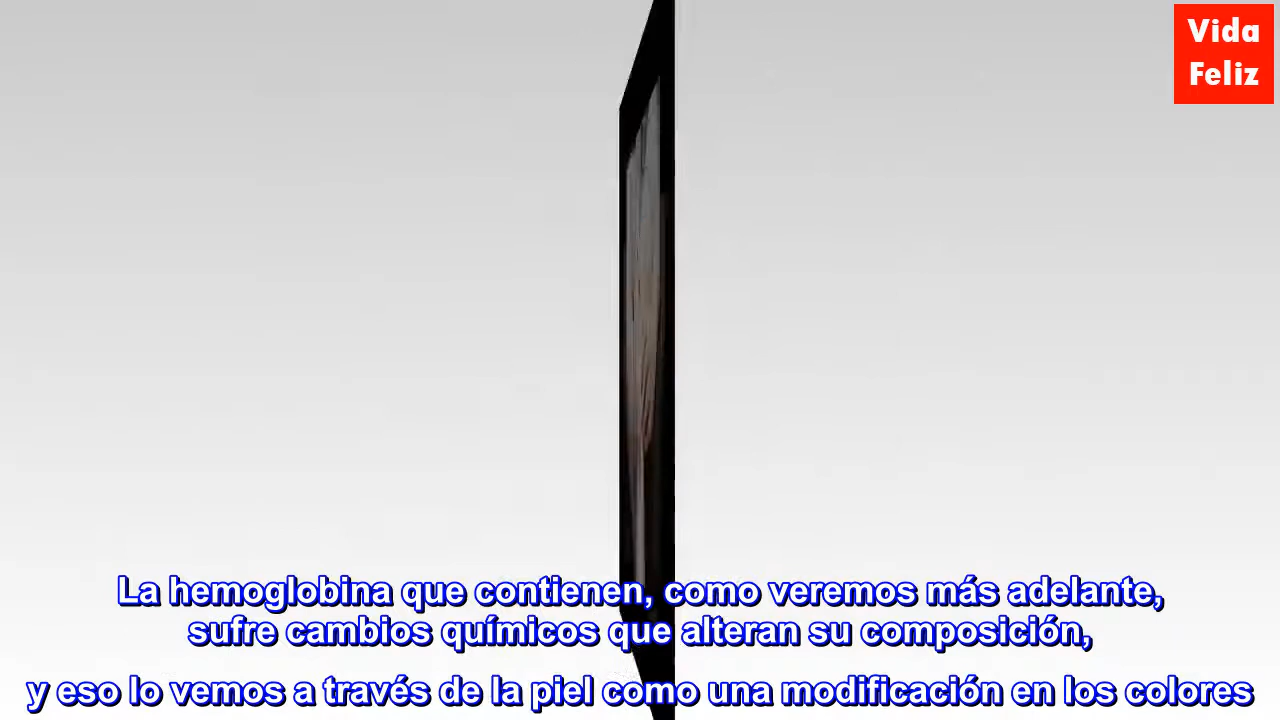 Vida
Feliz
La hemoglobina que contienen, como veremos más adelante,
sufre cambios químicos que alteran su composición,
y eso lo vemos a través de la piel como una modificación en los colores